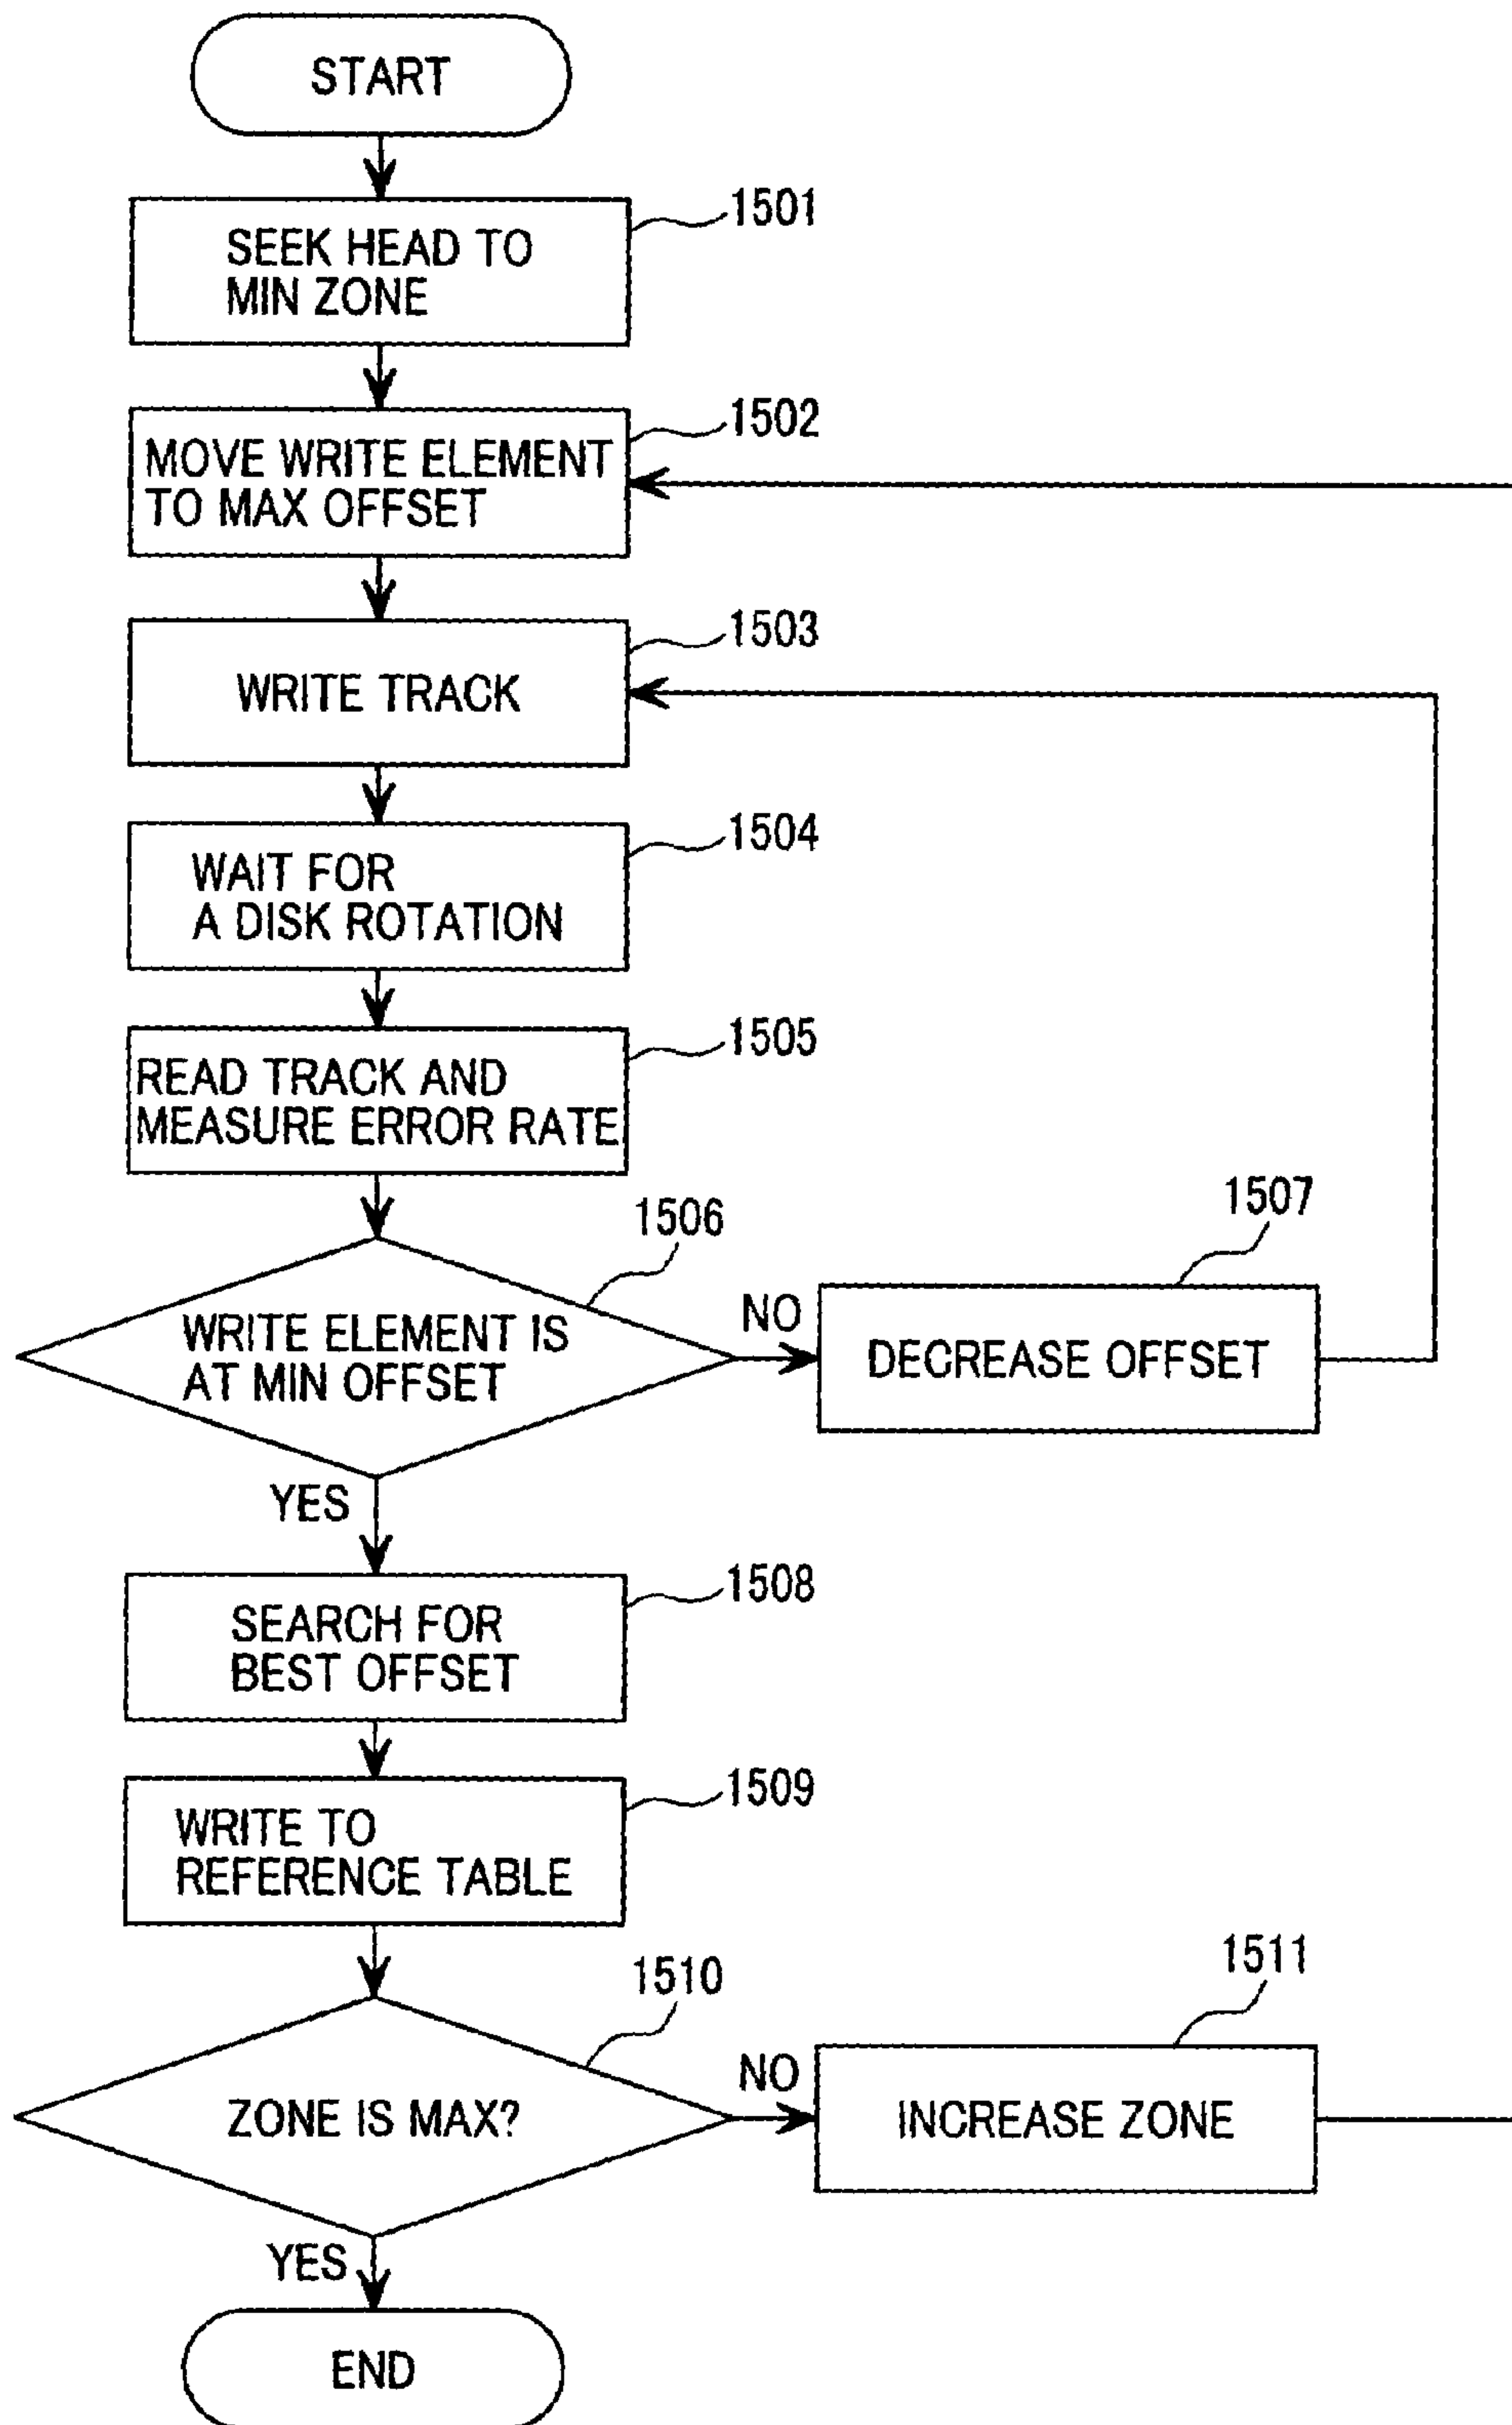 START
1501
SEEK HEAD TO
MIN ZONE
1502
MOVE WRITE ELEMENT
TO MAX OFFSET
1503
WRITE TRACK
1504
WAIT FOR
A DISK ROTATION
1505
READ TRACK AND
MEASURE ERROR RATE
1506
WRITE ELEMENT IS
AT MIN OFFSET
NO
1507
DECREASE OFFSET
YES
1508
SEARCH FOR
BEST OFFSET
1509
WRITE TO
REFERENCE TABLE
1510
ZONE IS MAX?
NO
1511
INCREASE ZONE
YES
END